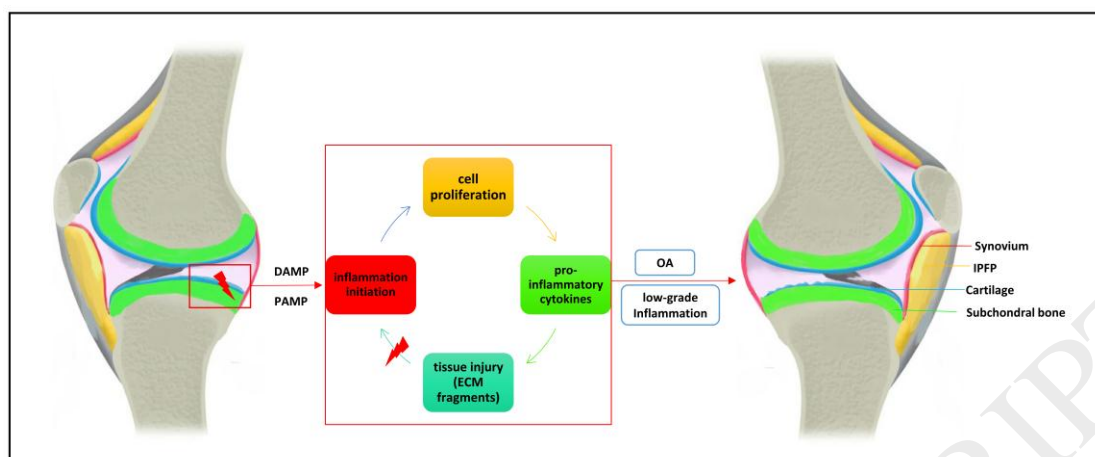 cell
proliferation
DAMP
PAMP
inflammation
initiation
pro-
inflammatory
cytokines
tissue injury
(ECM
fragments)
OA
low-grade
Inflammation
Synovium
IPFP
Cartilage
Subchondral bone